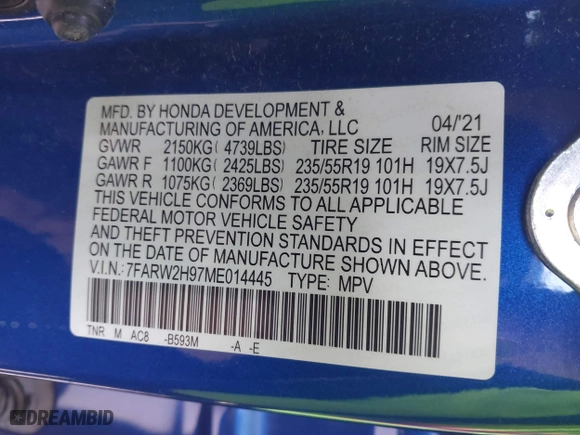 MFD. BY HONDA DEVELOPMENT &
MANUFACTURING OF AMERICA, LLC 04/'21
GVWR 2150KG( 4739LBS) TIRE SIZE RIM SIZE
GAWR F 1100KG( 2425LBS) 235/55R19 101H 19X7.5J
GAWR R 1075KG( 2369LBS) 235/55R19 101H 19X7.5J
THIS VEHICLE CONFORMS TO ALL APPLICABLE
FEDERAL MOTOR VEHICLE SAFETY
AND THEFT PREVENTION STANDARDS IN EFFECT
ON THE DATE OF MANUFACTURE SHOWN ABOVE.
V.I.N.:7FARW2H97ME014445 TYPE: MPV
TNR M AC8 -B593M -A -E
DREAMBID